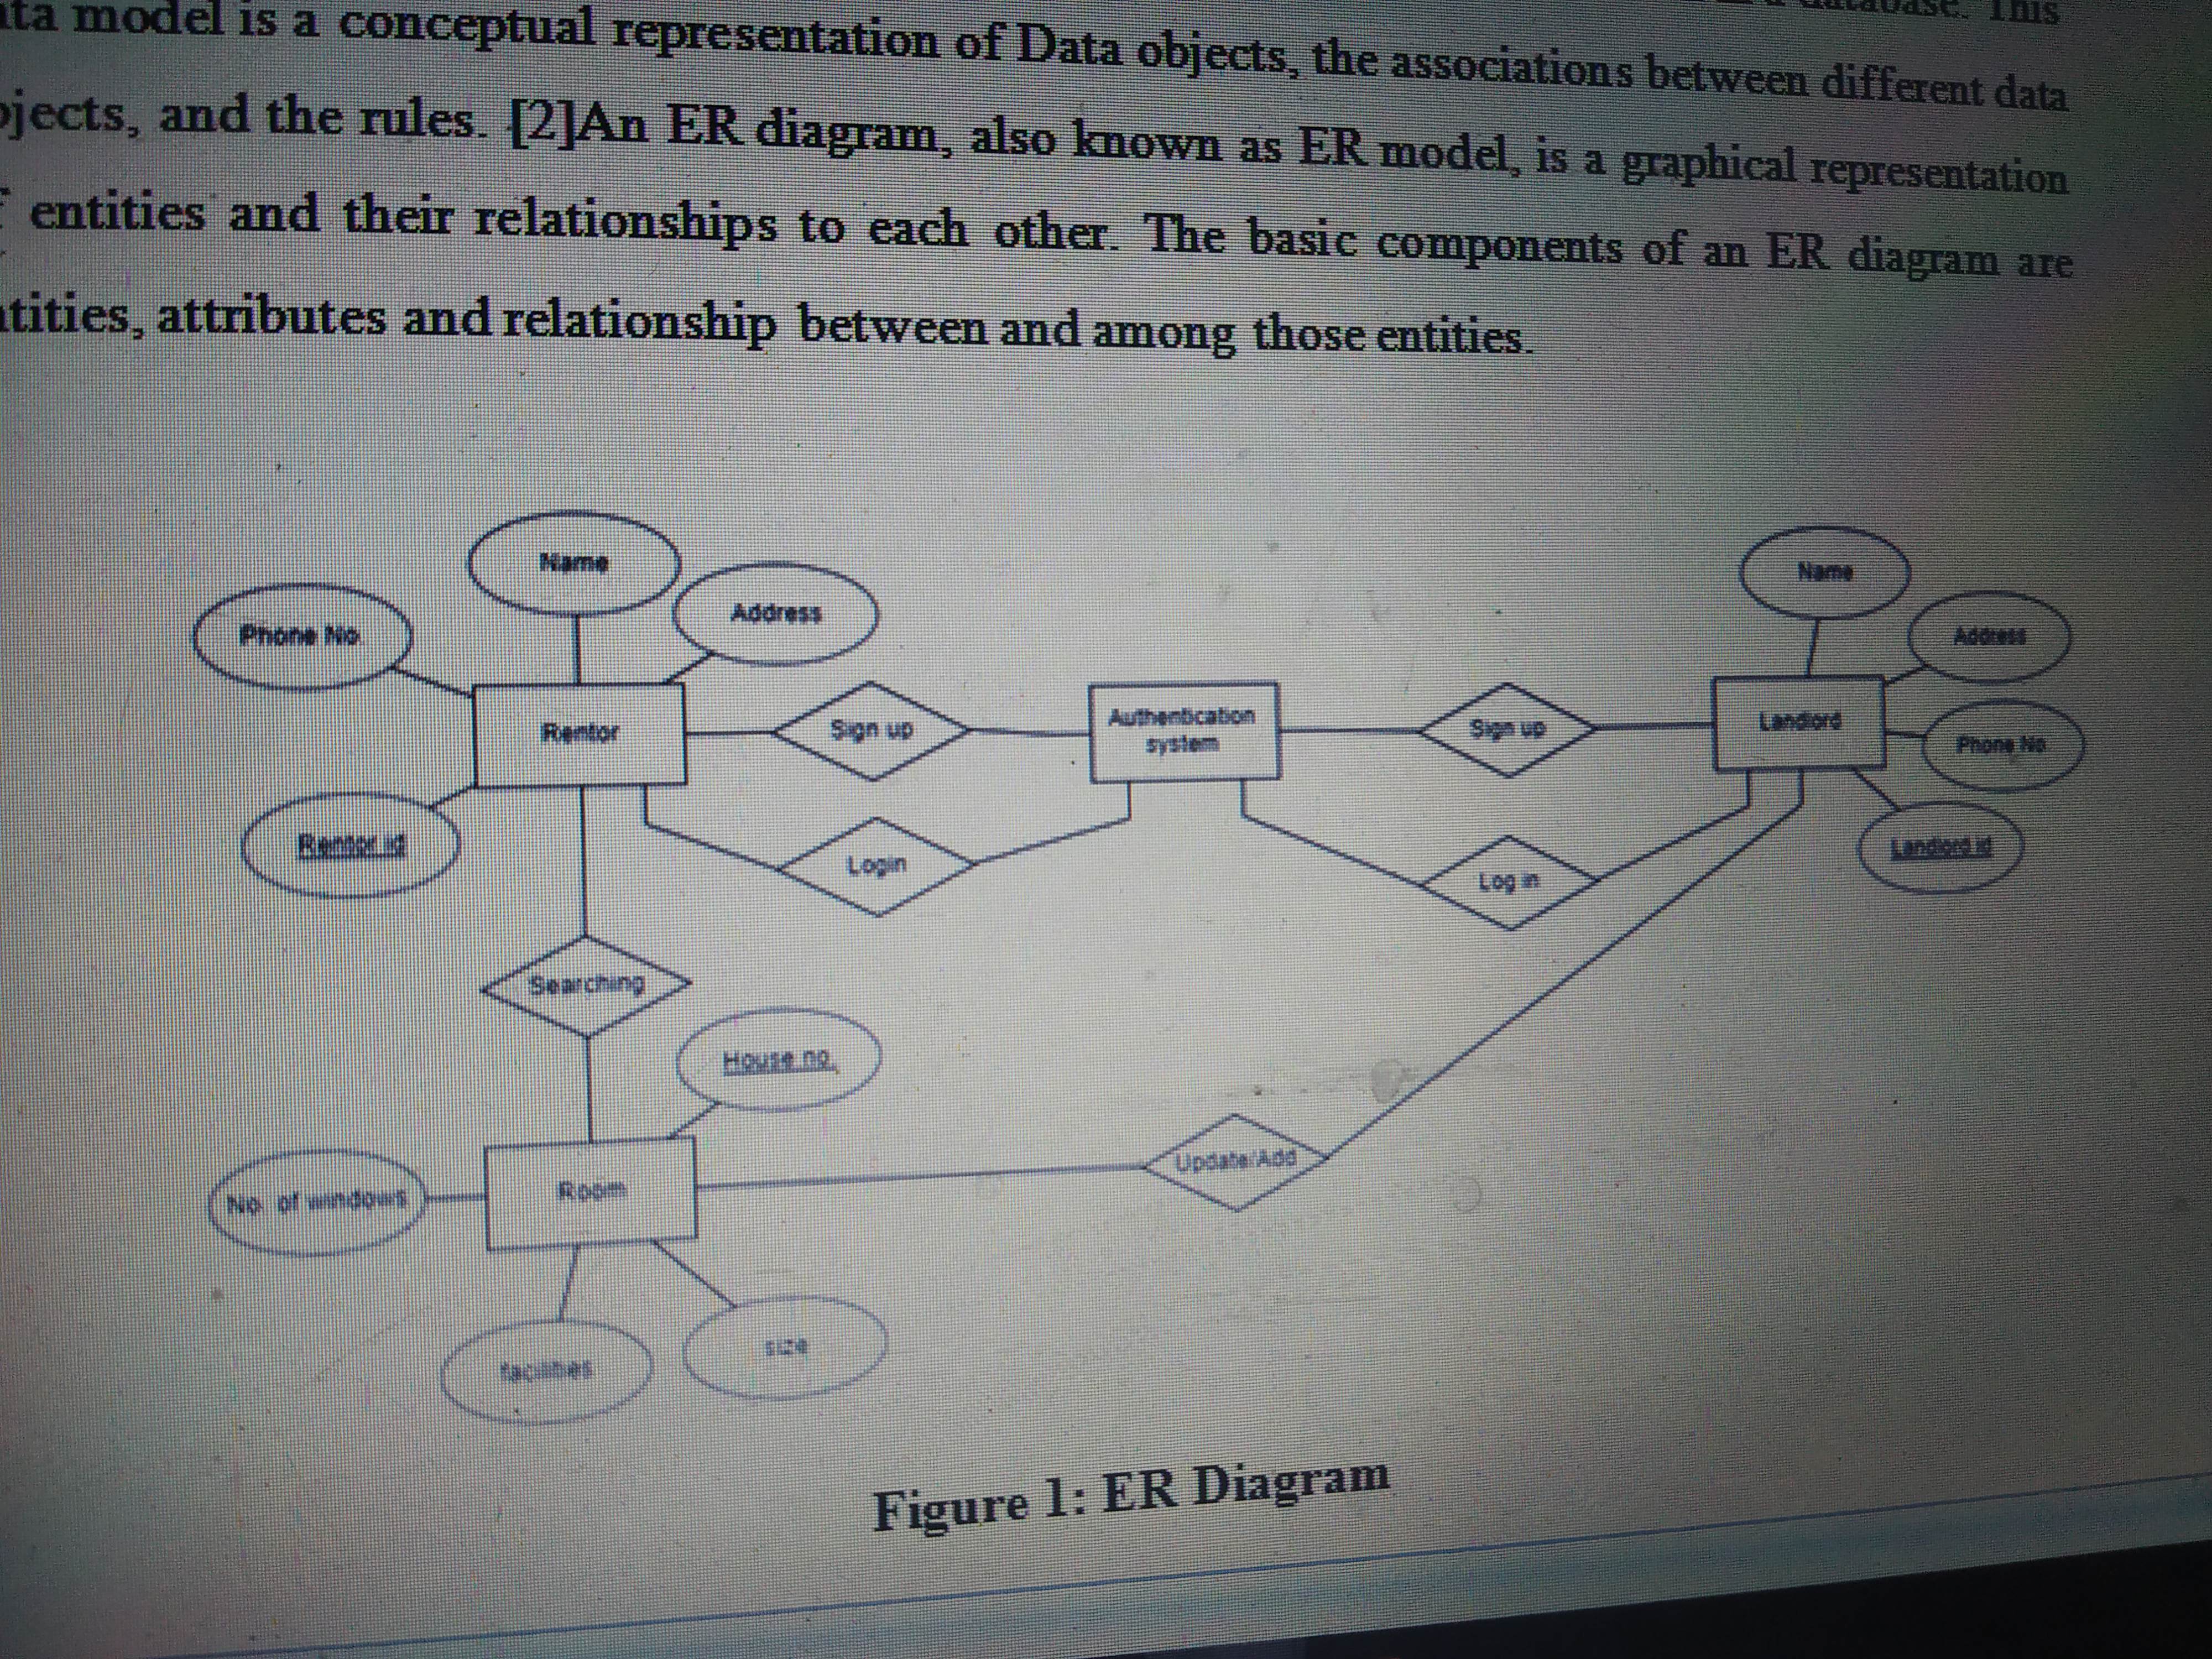 database. This
ta model is a conceptual representation of Data objects, the associations between different data
jects, and the rules. [2]An ER diagram, also known as ER model, is a graphical representation
entities and their relationships to each other. The basic components of an ER diagram are
tities, attributes and relationship between and among those entities.
Name
Name
Phone No
Address
Address
Rentor
Sign up
Authentication
system
Sign up
Landlord
Phone No
Rentor id
Login
Log in
Landlord id
Searching
House no.
Update/Add
No. of windows
Room
facilities
size
Figure 1: ER Diagram